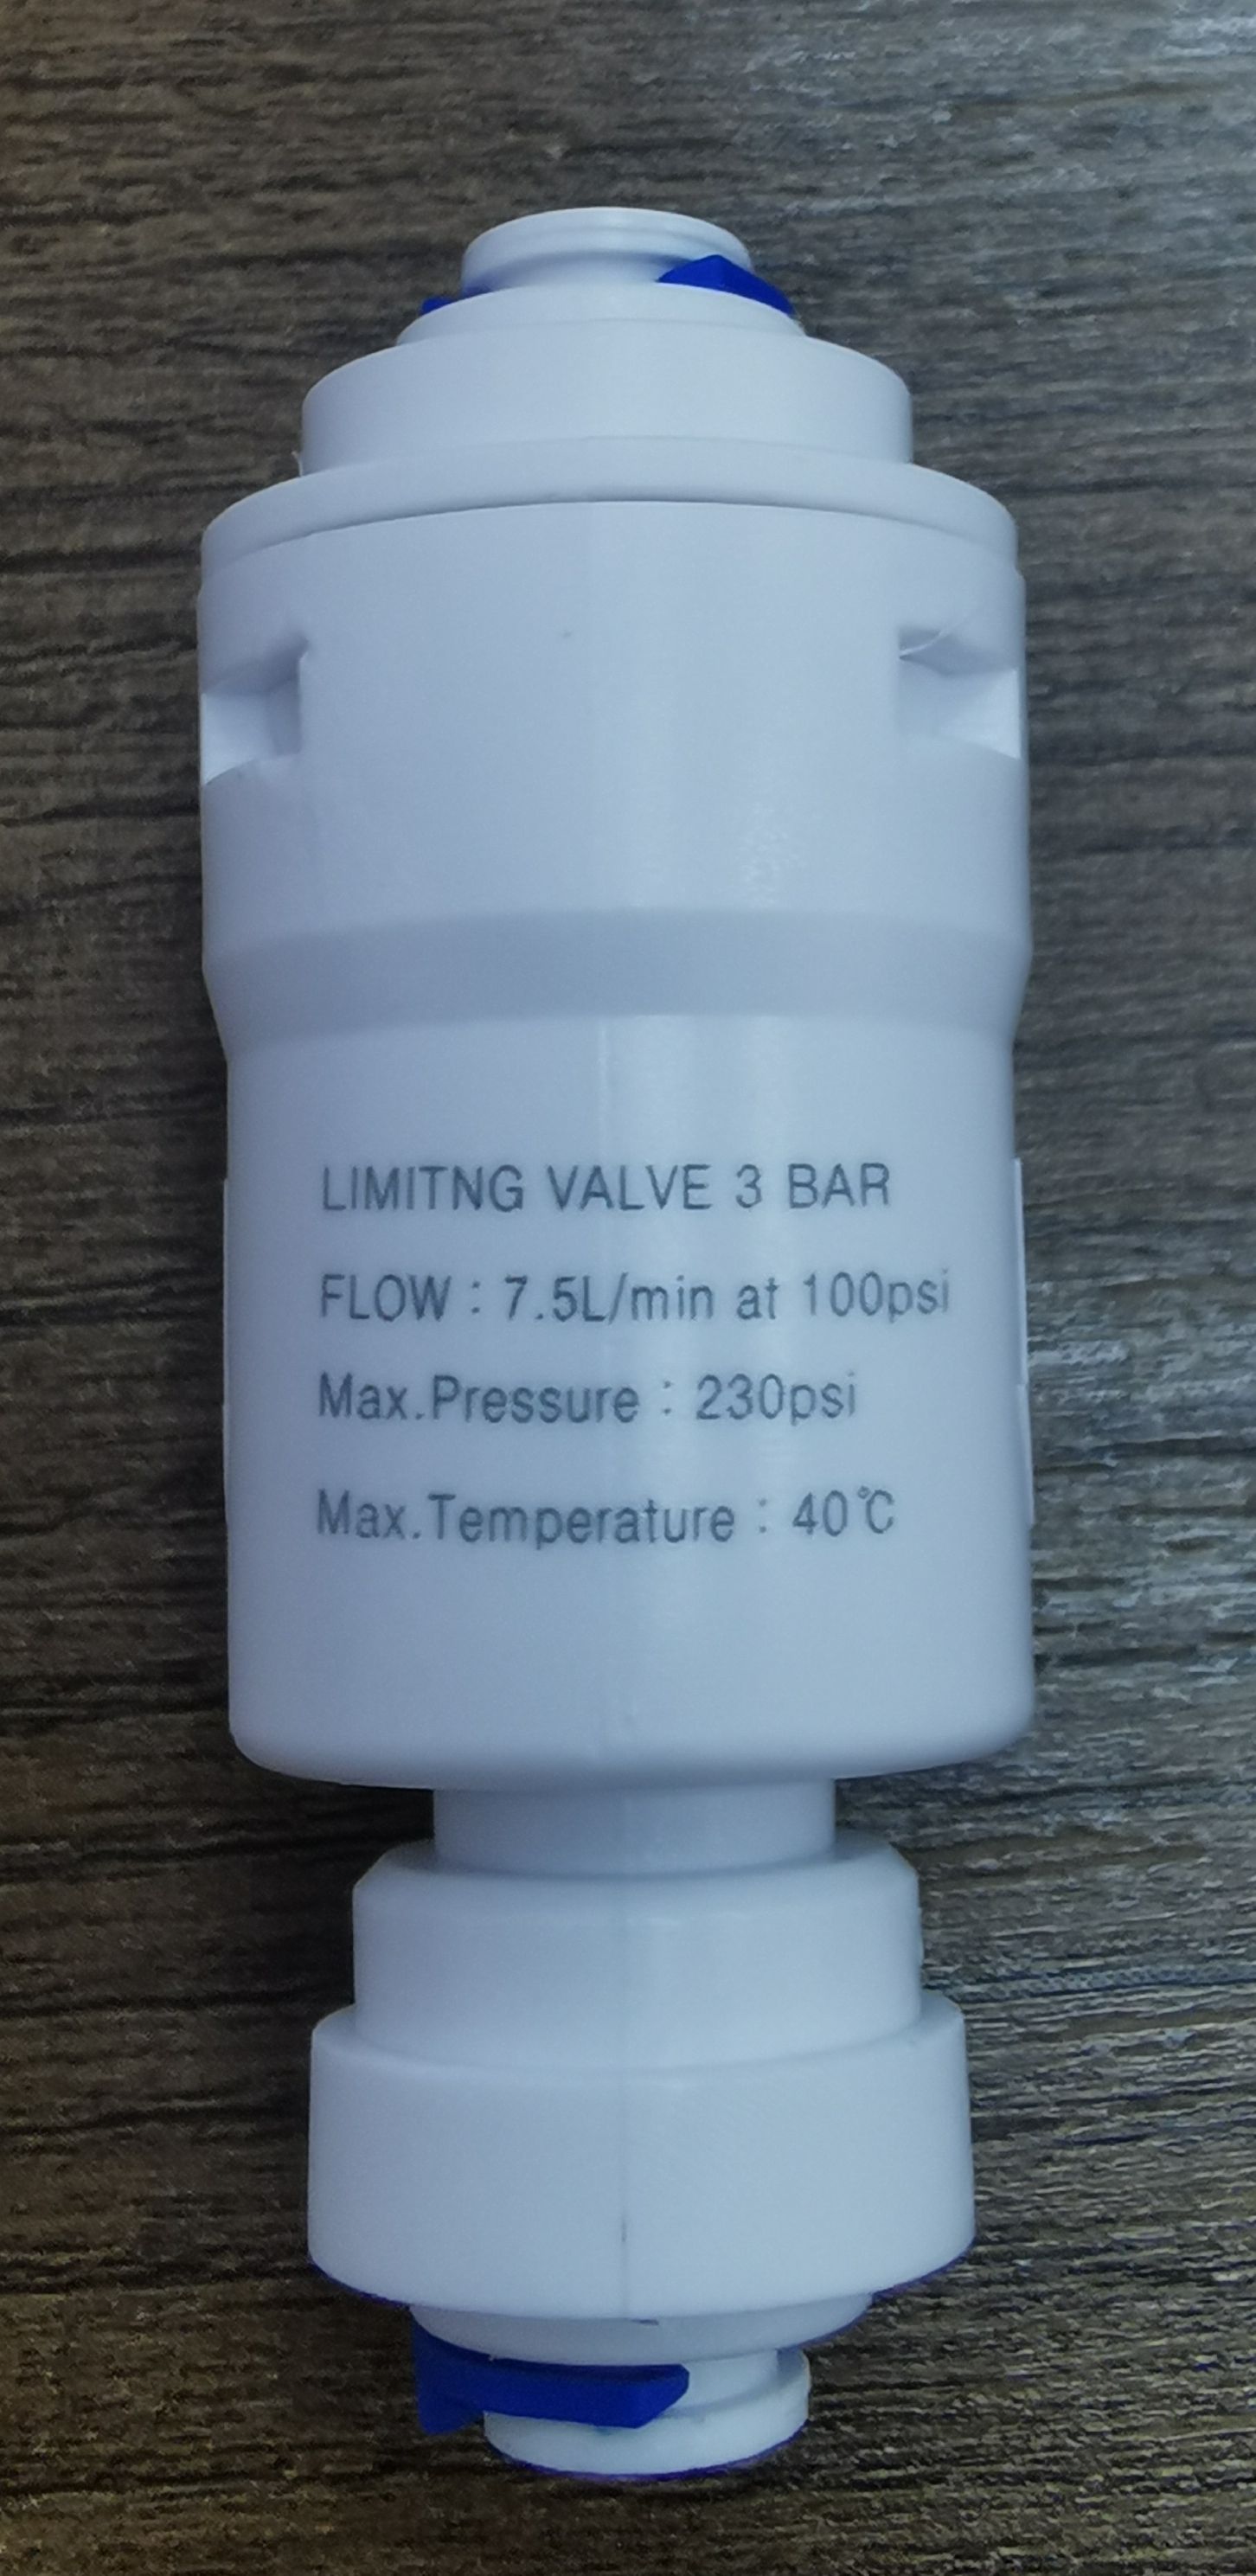 LIMITNG VALVE 3 BAR
FLOW : 7.5L/min at 100psi
Max.Pressure : 230psi
Max.Temperature : 40℃